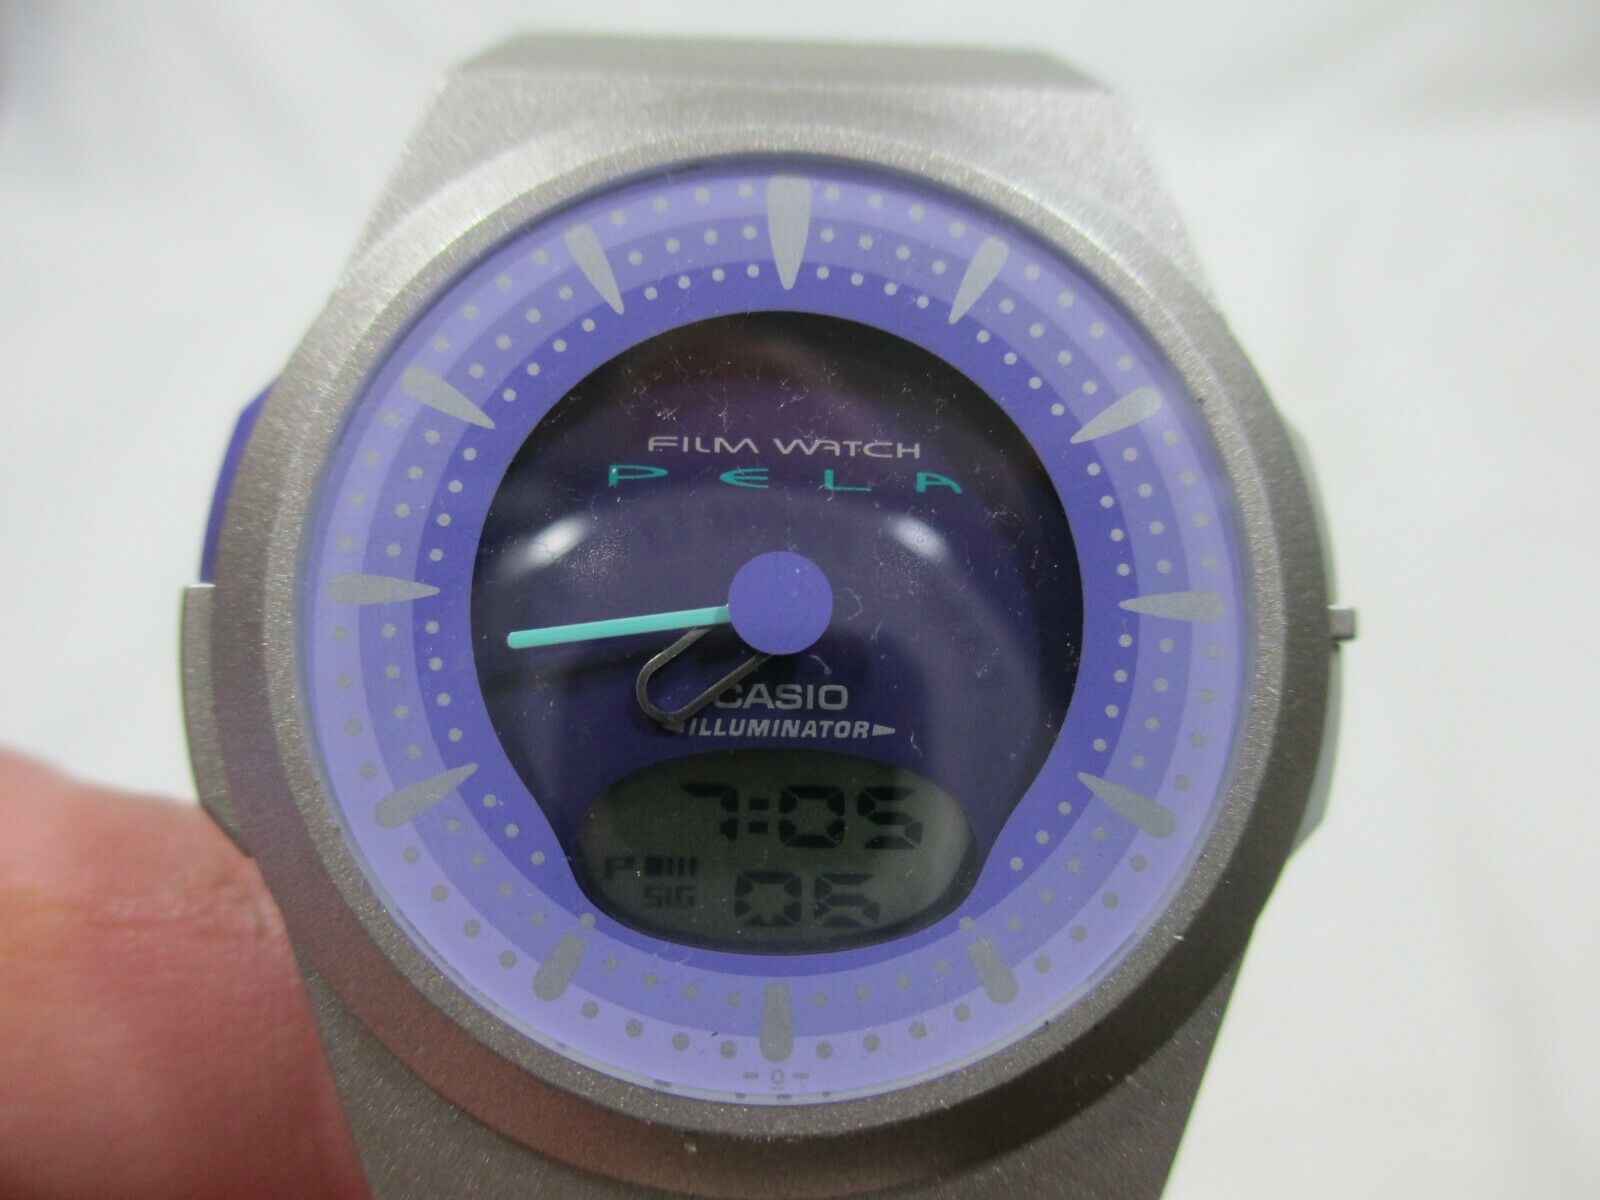 FILM WATCH
PELA
CASIO
ILLUMINATOR
7:05
P
SIG 06